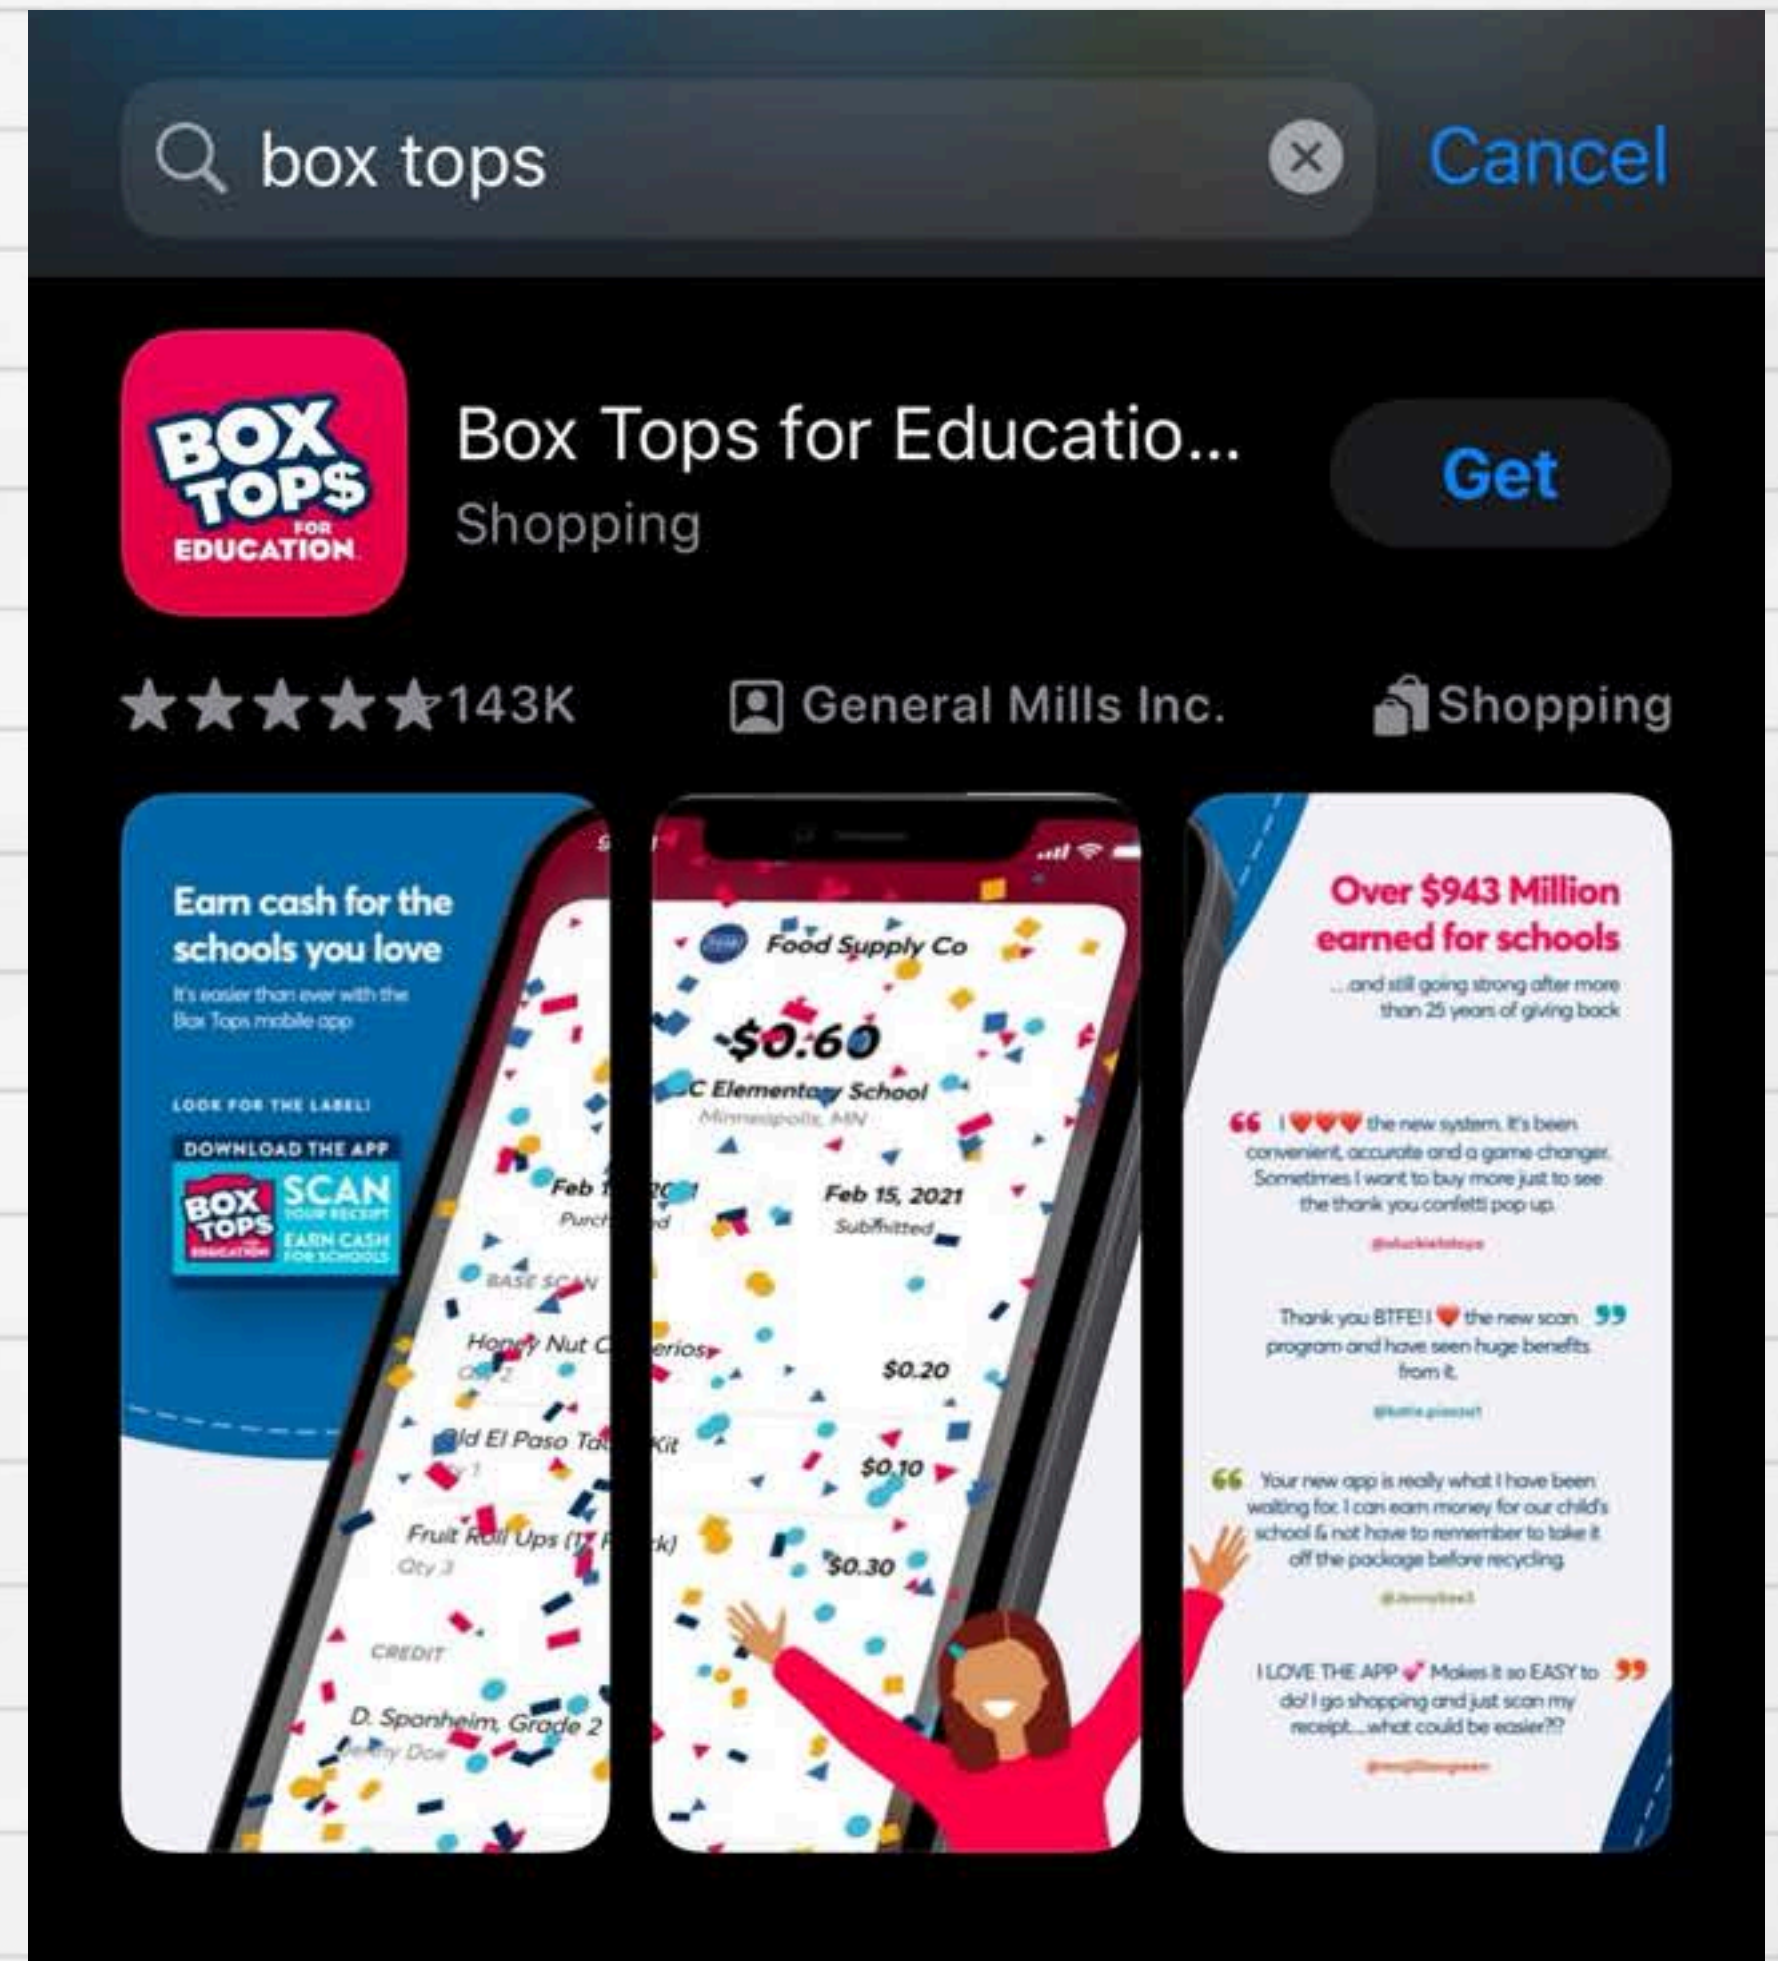 box tops
Cancel
BOX
TOP$
FOR
EDUCATION
Box Tops for Educatio...
Shopping
Get
143K
General Mills Inc.
Shopping
Earn cash for the
schools you love
It's easier than ever with the
Box Tops mobile app
LOOK FOR THE LABEL!
DOWNLOAD THE APP
BOX
TOPS
EDUCATION
SCAN
YOUR RECEIPT
EARN CASH
FOR SCHOOLS
Food Supply Co
$0.60
C Elementary School
Minneapolis, MN
Feb
Feb 15, 2021
Submitted
BASE SCAN
Honey Nut Cheerios
2
$0.20
Old El Paso Taco Kit
1
$0.10
Fruit Roll Ups
Qty 3
$0.30
CREDIT
D. Sponheim, Grade 2
Doe
Over $943 Million
earned for schools
...and still going strong after more
than 25 years of giving back
“ I ❤❤❤ the new system. It's been
convenient, accurate and a game changer.
Sometimes I want to buy more just to see
the thank you confetti pop up.
Thank you BTFE! I ❤ the new scan ”
program and have seen huge benefits
from it.
“ Your new app is really what I have been
waiting for. I can earn money for our child's
school & not have to remember to take it
off the package before recycling.
I LOVE THE APP 💕 Makes it so EASY to ”
do! I go shopping and just scan my
receipt...what could be easier?!?